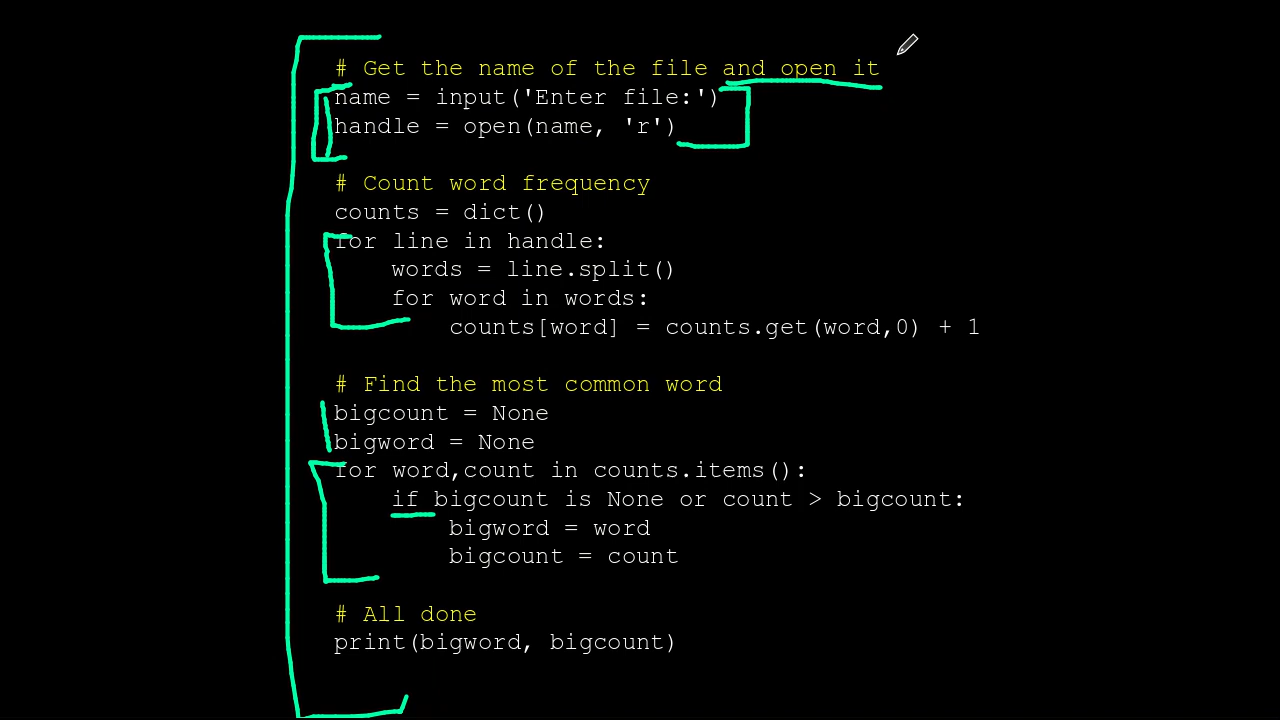 # Get the name of the file and open it
name = input('Enter file:')
handle = open(name, 'r')
# Count word frequency
counts = dict()
for line in handle:
    words = line.split()
    for word in words:
        counts[word] = counts.get(word,0) + 1
# Find the most common word
bigcount = None
bigword = None
for word,count in counts.items():
    if bigcount is None or count > bigcount:
        bigword = word
        bigcount = count
# All done
print(bigword, bigcount)